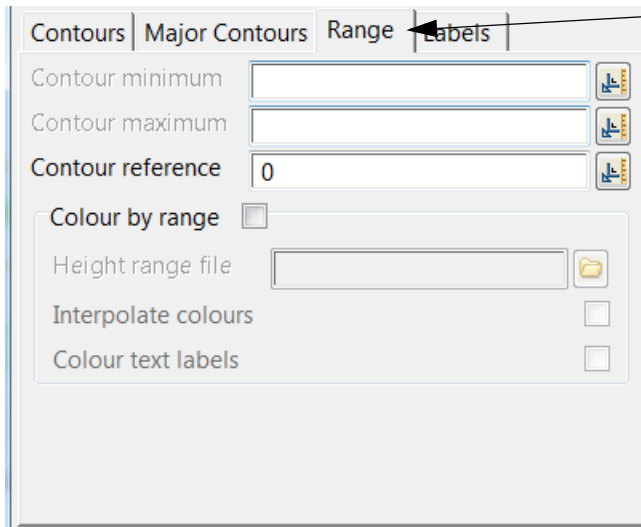 Contours Major Contours Range Labels
Contour minimum
Contour maximum
Contour reference 0
Colour by range
Height range file
Interpolate colours
Colour text labels